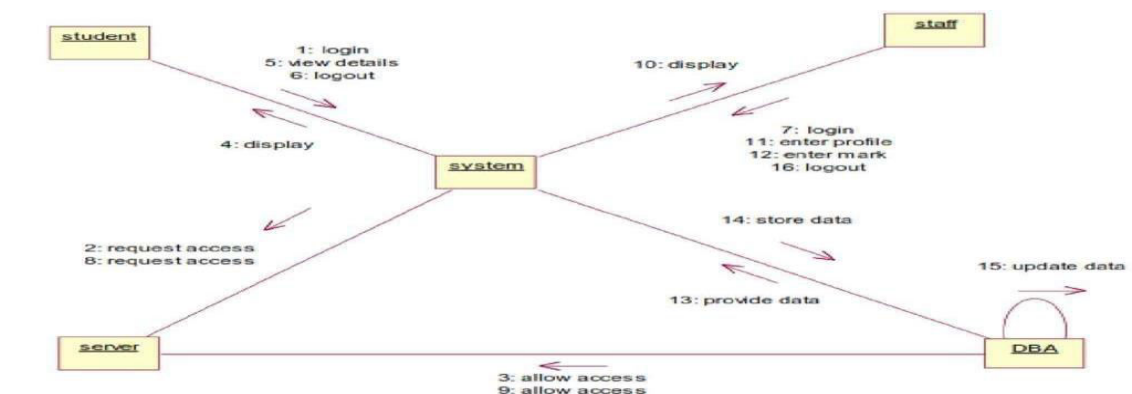 student
staff
1: login
5: view details
6: logout
10: display
4: display
7: login
11: enter profile
12: enter mark
16: logout
system
14: store data
2: request access
8: request access
15: update data
13: provide data
server
DBA
3: allow access
9: allow access